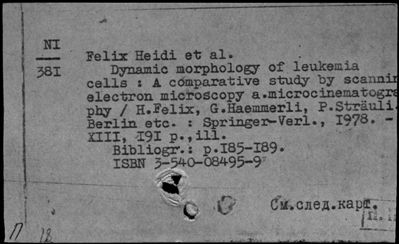 NI
381
Felix Heidi et al.
Dynamic morphology of leukemia
cells : A comparative study by scannin
electron microscopy a.microcinematogra
phy / H.Felix, G.Haemmerli, P.Sträuli.
Berlin etc. : Springer-Verl., 1978. -
XIII, 191 p., ill.
Bibliogr.: p.185-189.
ISBN 3-540-08495-9
См.след.карт.
П 18